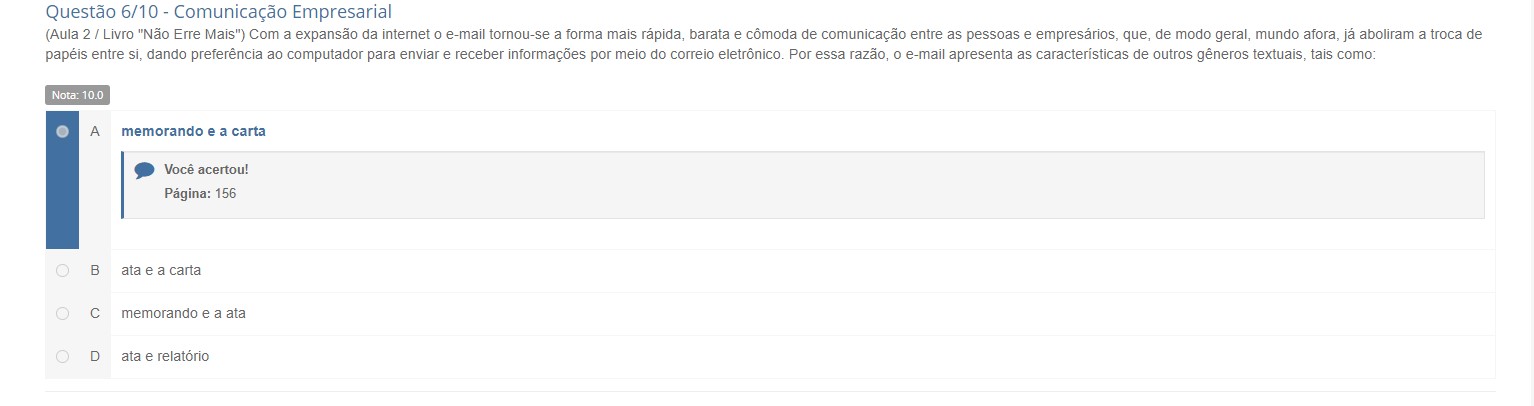 Questão 6/10 - Comunicação Empresarial
(Aula 2 / Livro "Não Erre Mais") Com a expansão da internet o e-mail tornou-se a forma mais rápida, barata e cômoda de comunicação entre as pessoas e empresários, que, de modo geral, mundo afora, já aboliram a troca de
papéis entre si, dando preferência ao computador para enviar e receber informações por meio do correio eletrônico. Por essa razão, o e-mail apresenta as características de outros gêneros textuais, tais como:
Nota: 10.0
A memorando e a carta
Você acertou!
Página: 156
B ata e a carta
C memorando e a ata
D ata e relatório